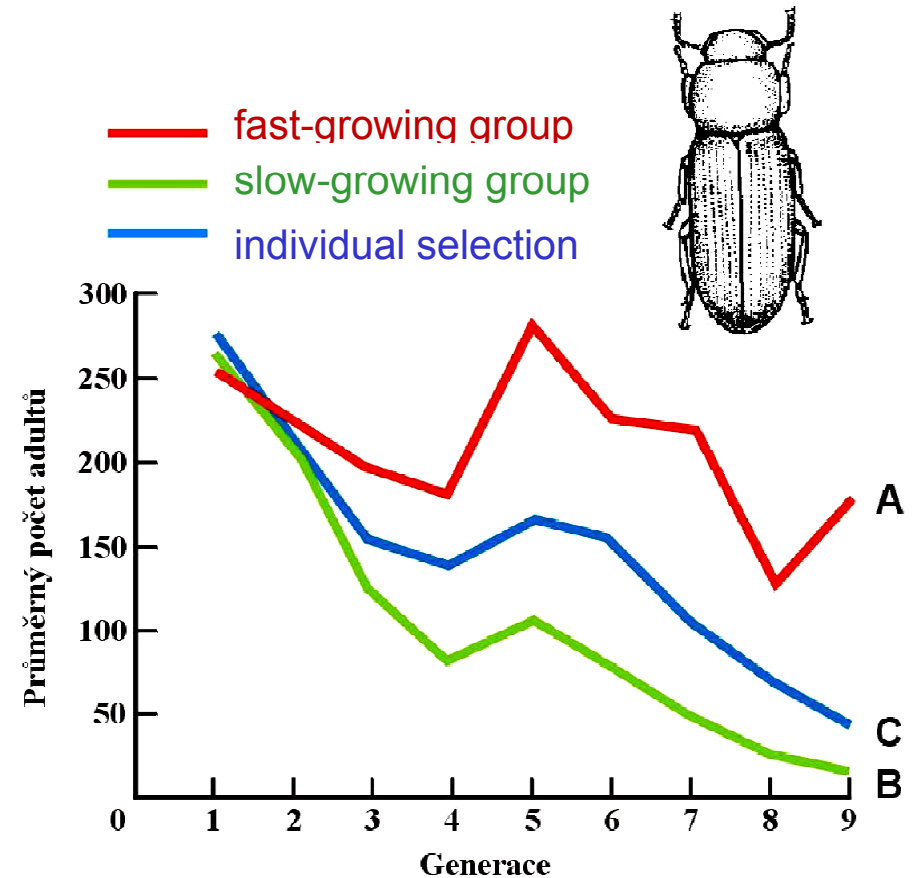 fast-growing group
slow-growing group
individual selection
300
250
200
150
100
50
0
1 2 3 4 5 6 7 8 9
Průměrný počet adultů
Generace
A
C
B